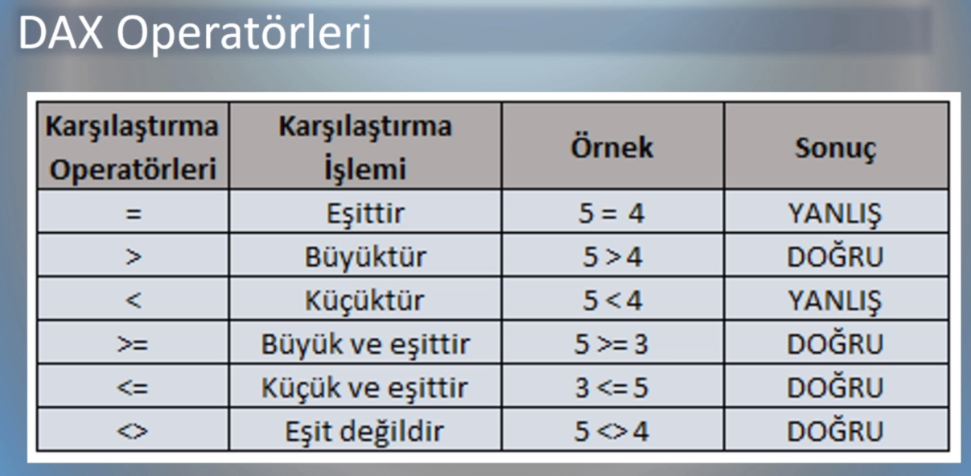 DAX Operatörleri
Karşılaştırma Operatörleri | Karşılaştırma İşlemi | Örnek | Sonuç
= | Eşittir | 5 = 4 | YANLIŞ
> | Büyüktür | 5 > 4 | DOĞRU
< | Küçüktür | 5 < 4 | YANLIŞ
>= | Büyük ve eşittir | 5 >= 3 | DOĞRU
<= | Küçük ve eşittir | 3 <= 5 | DOĞRU
<> | Eşit değildir | 5 <> 4 | DOĞRU